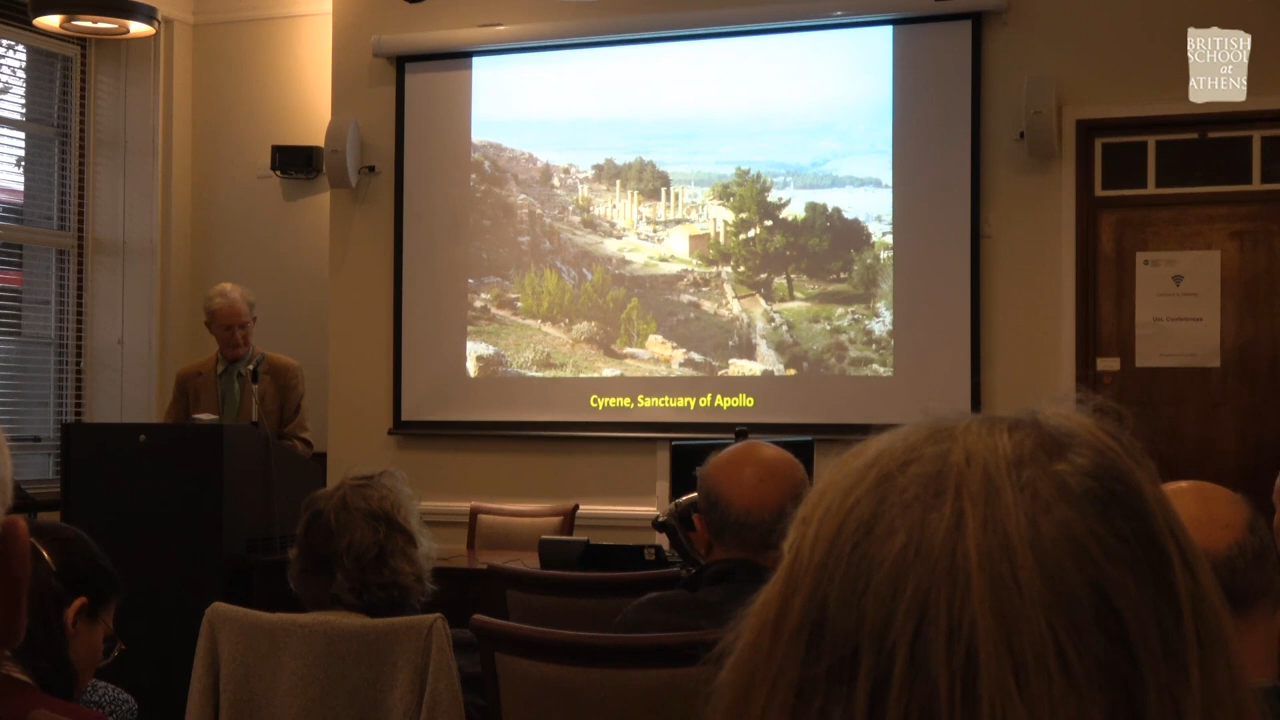 BRITISH
SCHOOL
at
ATHENS
Cyrene, Sanctuary of Apollo